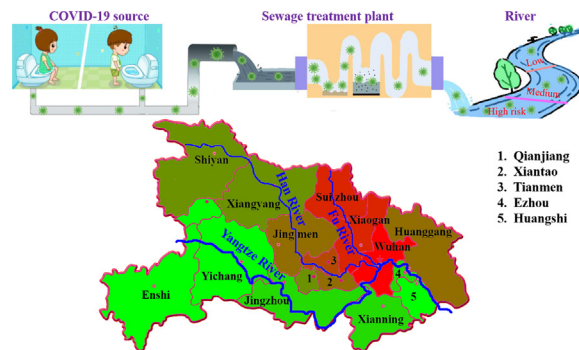 COVID-19 source
Sewage treatment plant
River
Low
Medium
High risk
Shiyan
Han River
Suizhou
Xiangyang
Fu River
Xiaogan
Jingmen
Wuhan
Huanggang
Yangtze River
3
4
Yichang
1
2
5
Enshi
Jingzhou
Xianning
1. Qianjiang
2. Xiantao
3. Tianmen
4. Ezhou
5. Huangshi